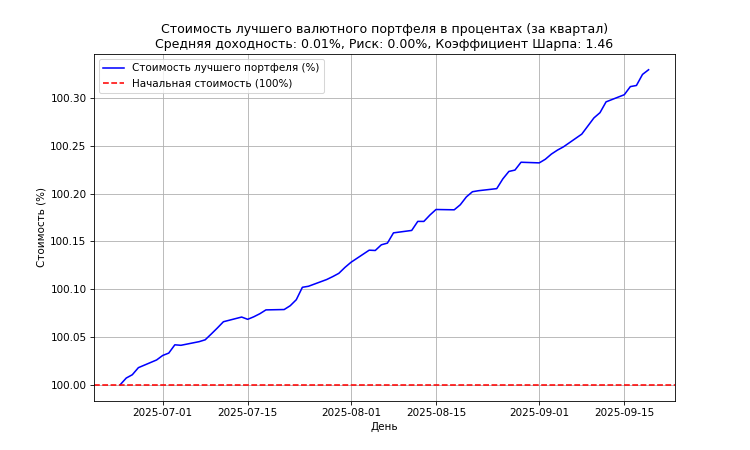 Стоимость лучшего валютного портфеля в процентах (за квартал)
Средняя доходность: 0.01%, Риск: 0.00%, Коэффициент Шарпа: 1.46
Стоимость лучшего портфеля (%)
Начальная стоимость (100%)
Стоимость (%)
100.30
100.25
100.20
100.15
100.10
100.05
100.00
2025-07-01
2025-07-15
2025-08-01
2025-08-15
2025-09-01
2025-09-15
День